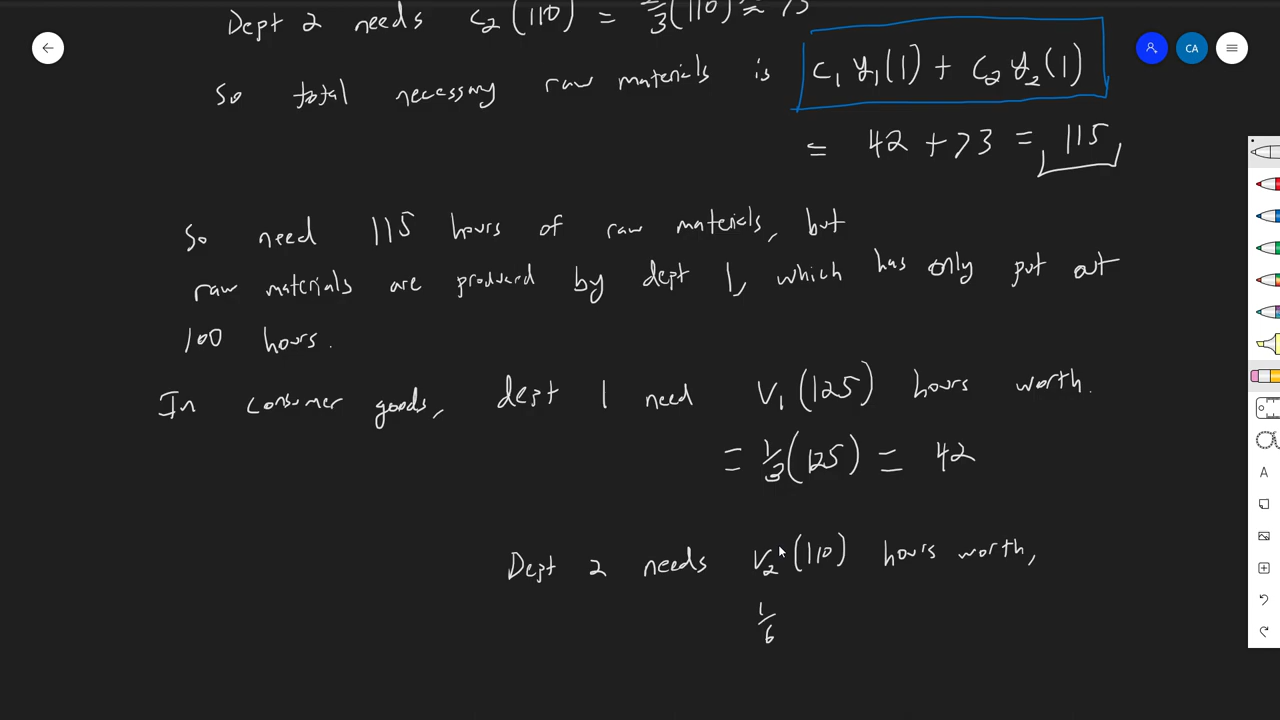 Dept 2 needs c₂(110) = ⅔(110) ≈ 73
So total necessary raw materials is c₁ y₁(1) + c₂ y₂(1)
= 42 + 73 = 115
So need 115 hours of raw materials, but
raw materials are produced by dept 1, which has only put out
100 hours.
In consumer goods, dept 1 need V₁(125) hours worth.
= ⅓(125) = 42
Dept 2 needs V₂(110) hours worth,
1/6
CA
A